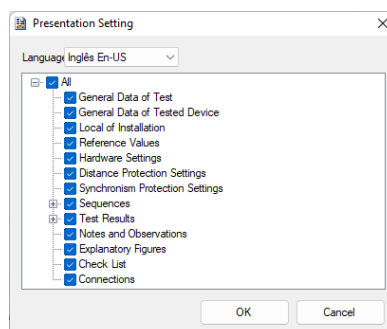 Presentation Setting
Language Inglês En-US
All
General Data of Test
General Data of Tested Device
Local of Installation
Reference Values
Hardware Settings
Distance Protection Settings
Synchronism Protection Settings
Sequences
Test Results
Notes and Observations
Explanatory Figures
Check List
Connections
OK Cancel